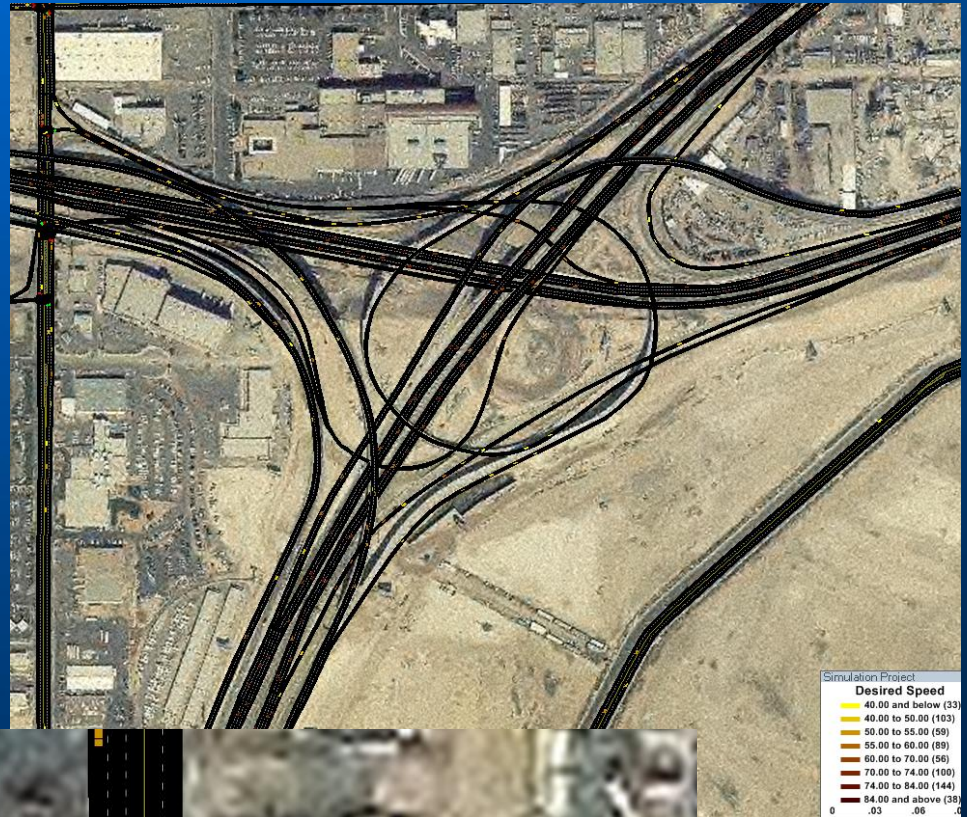 Simulation Project
Desired Speed
40.00 and below (33)
40.00 to 50.00 (103)
50.00 to 55.00 (59)
55.00 to 60.00 (89)
60.00 to 70.00 (56)
70.00 to 74.00 (100)
74.00 to 84.00 (144)
84.00 and above (38)
0 .03 .06